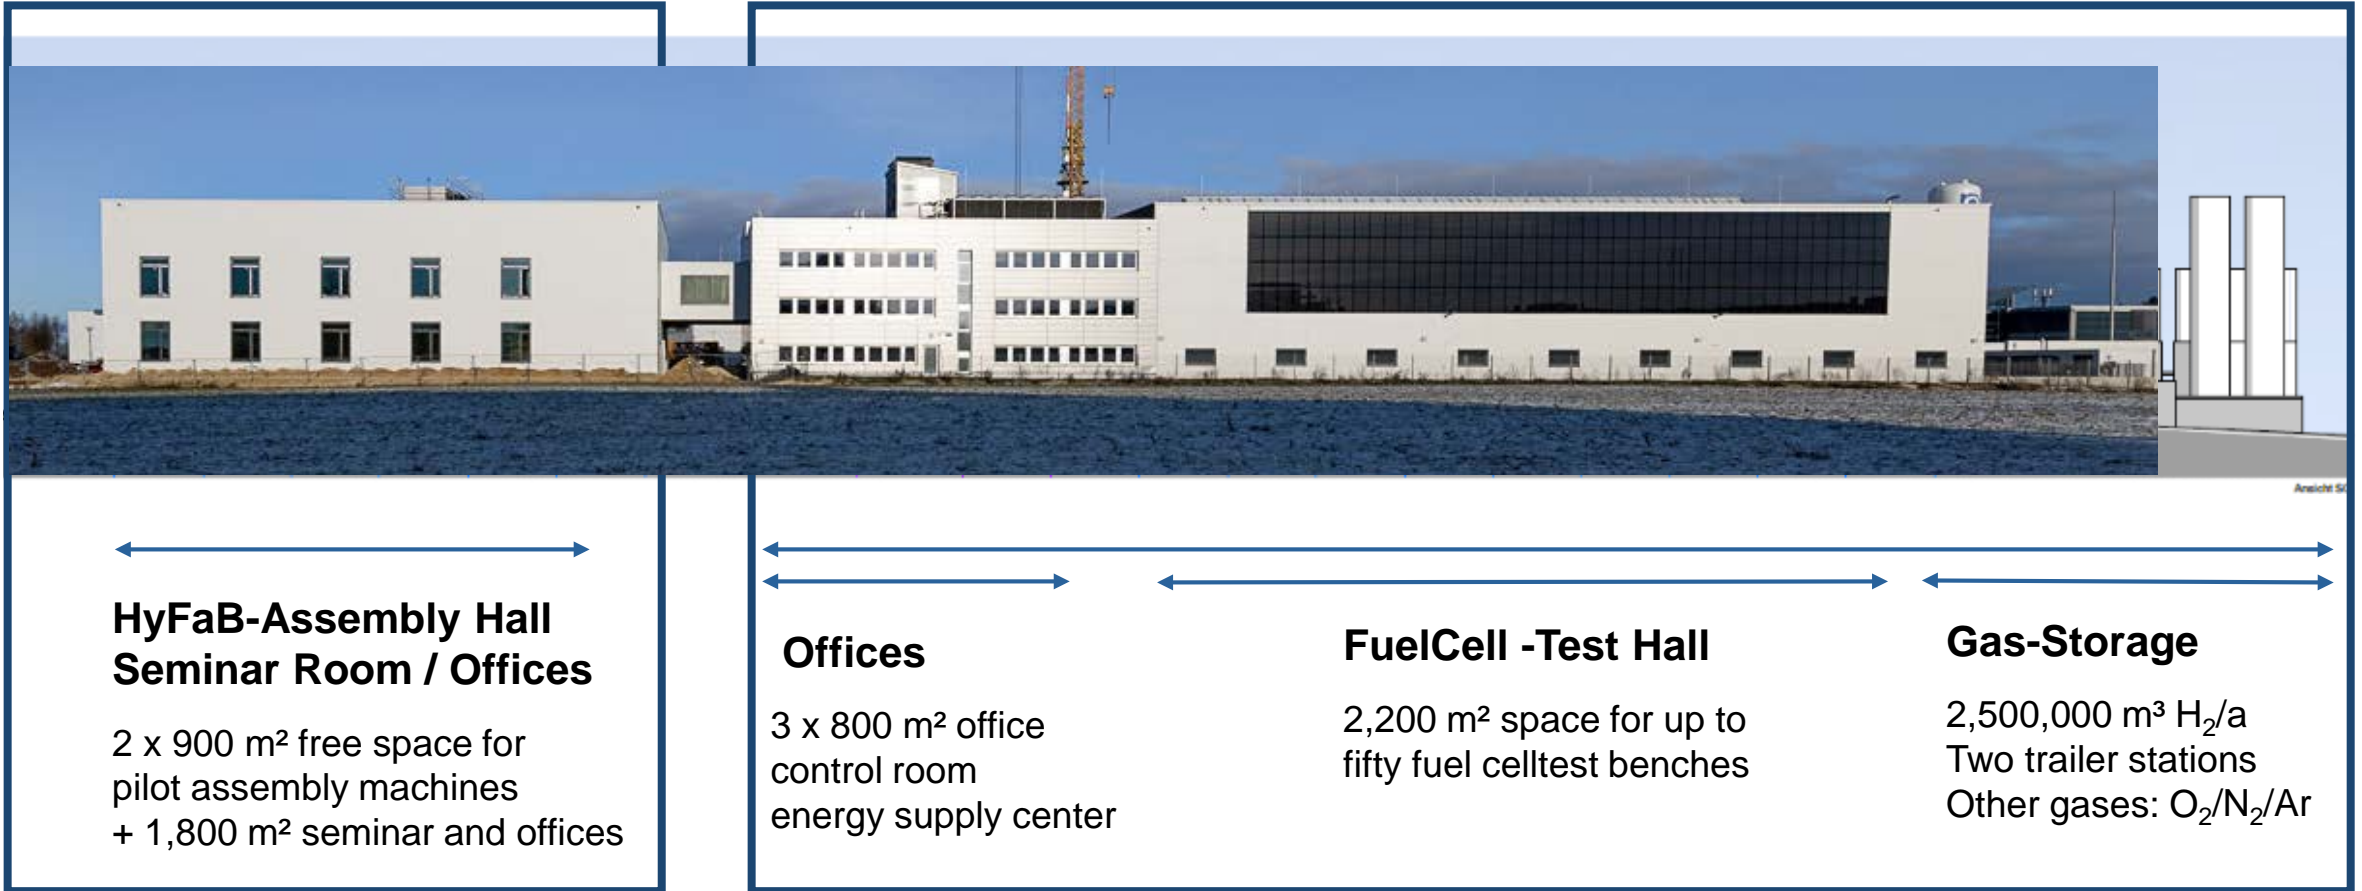 Ansicht
HyFaB-Assembly Hall
Seminar Room / Offices
2 x 900 m² free space for
pilot assembly machines
+ 1,800 m² seminar and offices
Offices
3 x 800 m² office
control room
energy supply center
FuelCell -Test Hall
2,200 m² space for up to
fifty fuel celltest benches
Gas-Storage
2,500,000 m³ H₂/a
Two trailer stations
Other gases: O₂/N₂/Ar